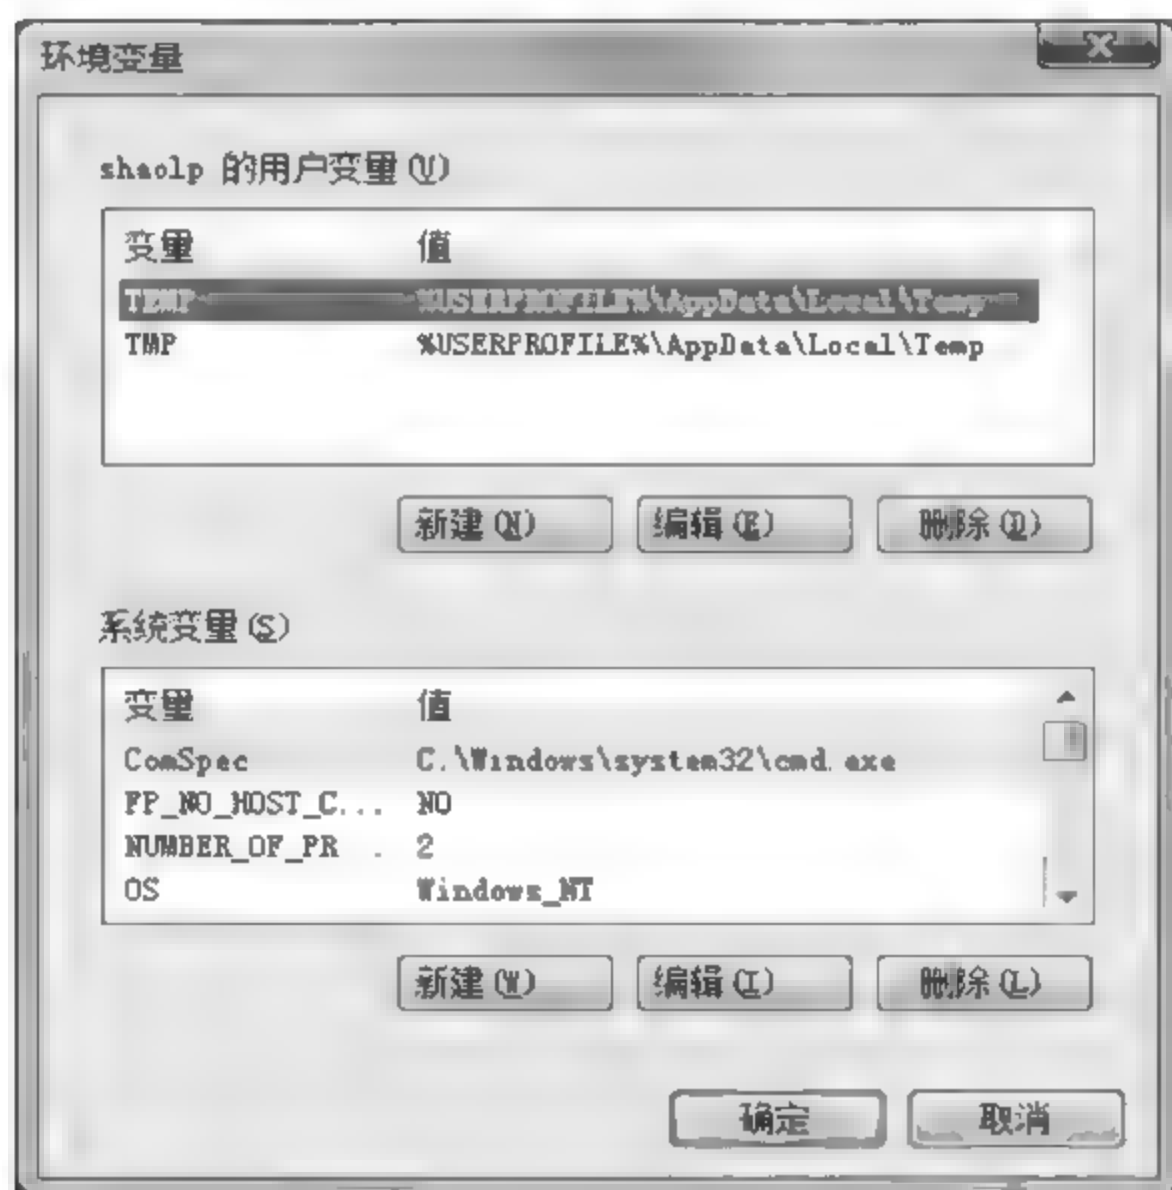 环境变量
shaolp 的用户变量(U)
变量 值
TEMP %USERPROFILE%\AppData\Local\Temp
TMP %USERPROFILE%\AppData\Local\Temp
新建(N) 编辑(E) 删除(D)
系统变量(S)
变量 值
ComSpec C:\Windows\system32\cmd.exe
FP_NO_HOST_C... NO
NUMBER_OF_PR . 2
OS Windows_NT
新建(W) 编辑(I) 删除(L)
确定 取消